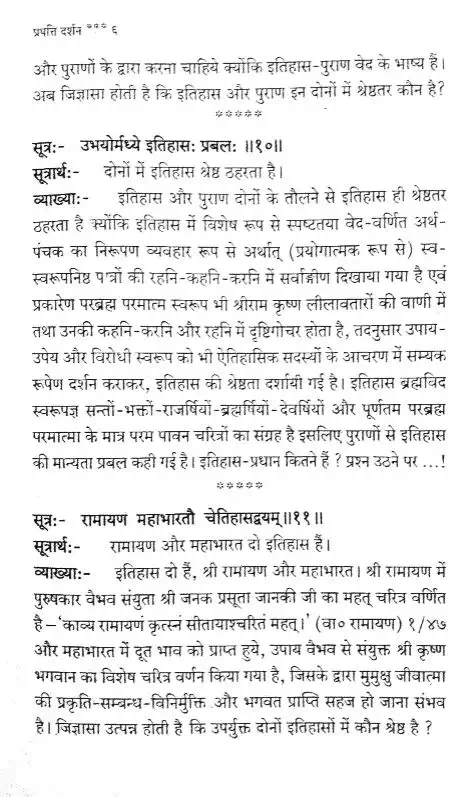 प्रपत्ति दर्शन *** ६
और पुराणों के द्वारा करना चाहिये क्योंकि इतिहास-पुराण वेद के भाष्य हैं।
अब जिज्ञासा होती है कि इतिहास और पुराण इन दोनों में श्रेष्ठतर कौन है?
*****
सूत्रः- उभयोर्मध्ये इतिहासः प्रबलः ॥१०॥
सूत्रार्थः- दोनों में इतिहास श्रेष्ठ ठहरता है।
व्याख्याः- इतिहास और पुराण दोनों के तौलने से इतिहास ही श्रेष्ठतर
ठहरता है क्योंकि इतिहास में विशेष रूप से स्पष्टतया वेद-वर्णित अर्थ-
पंचक का निरूपण व्यवहार रूप से अर्थात् (प्रयोगात्मक रूप से) स्व-
स्वरूपनिष्ठ पात्रों की रहनि-कहनि-करनि में सर्वाङ्गीण दिखाया गया है एवं
प्रकारेण परब्रह्म परमात्म स्वरूप भी श्रीराम कृष्ण लीलावतारों की वाणी में
तथा उनकी कहनि-करनि और रहनि में दृष्टिगोचर होता है, तदनुसार उपाय-
उपेय और विरोधी स्वरूप को भी ऐतिहासिक सदस्यों के आचरण में सम्यक
रूपेण दर्शन कराकर, इतिहास की श्रेष्ठता दर्शायी गई है। इतिहास ब्रह्मविद
स्वरूपज्ञ सन्तों-भक्तों-राजर्षियों-ब्रह्मर्षियों-देवर्षियों और पूर्णतम परब्रह्म
परमात्मा के मात्र परम पावन चरित्रों का संग्रह है इसलिए पुराणों से इतिहास
की मान्यता प्रबल कही गई है। इतिहास-प्रधान कितने हैं ? प्रश्न उठने पर ...!
*****
सूत्रः- रामायण महाभारतौ चेतिहासद्वयम्॥११॥
सूत्रार्थः- रामायण और महाभारत दो इतिहास हैं।
व्याख्याः- इतिहास दो हैं, श्री रामायण और महाभारत। श्री रामायण में
पुरुषकार वैभव संयुता श्री जनक प्रसूता जानकी जी का महत् चरित्र वर्णित
है –'काव्य रामायणं कृत्स्नं सीतायाश्चरितं महत्।' (वा० रामायण) १/४७
और महाभारत में दूत भाव को प्राप्त हुये, उपाय वैभव से संयुक्त श्री कृष्ण
भगवान का विशेष चरित्र वर्णन किया गया है, जिसके द्वारा मुमुक्षु जीवात्मा
की प्रकृति-सम्बन्ध-विनिर्मुक्ति और भगवत प्राप्ति सहज हो जाना संभव
है। जिज्ञासा उत्पन्न होती है कि उपर्युक्त दोनों इतिहासों में कौन श्रेष्ठ है ?